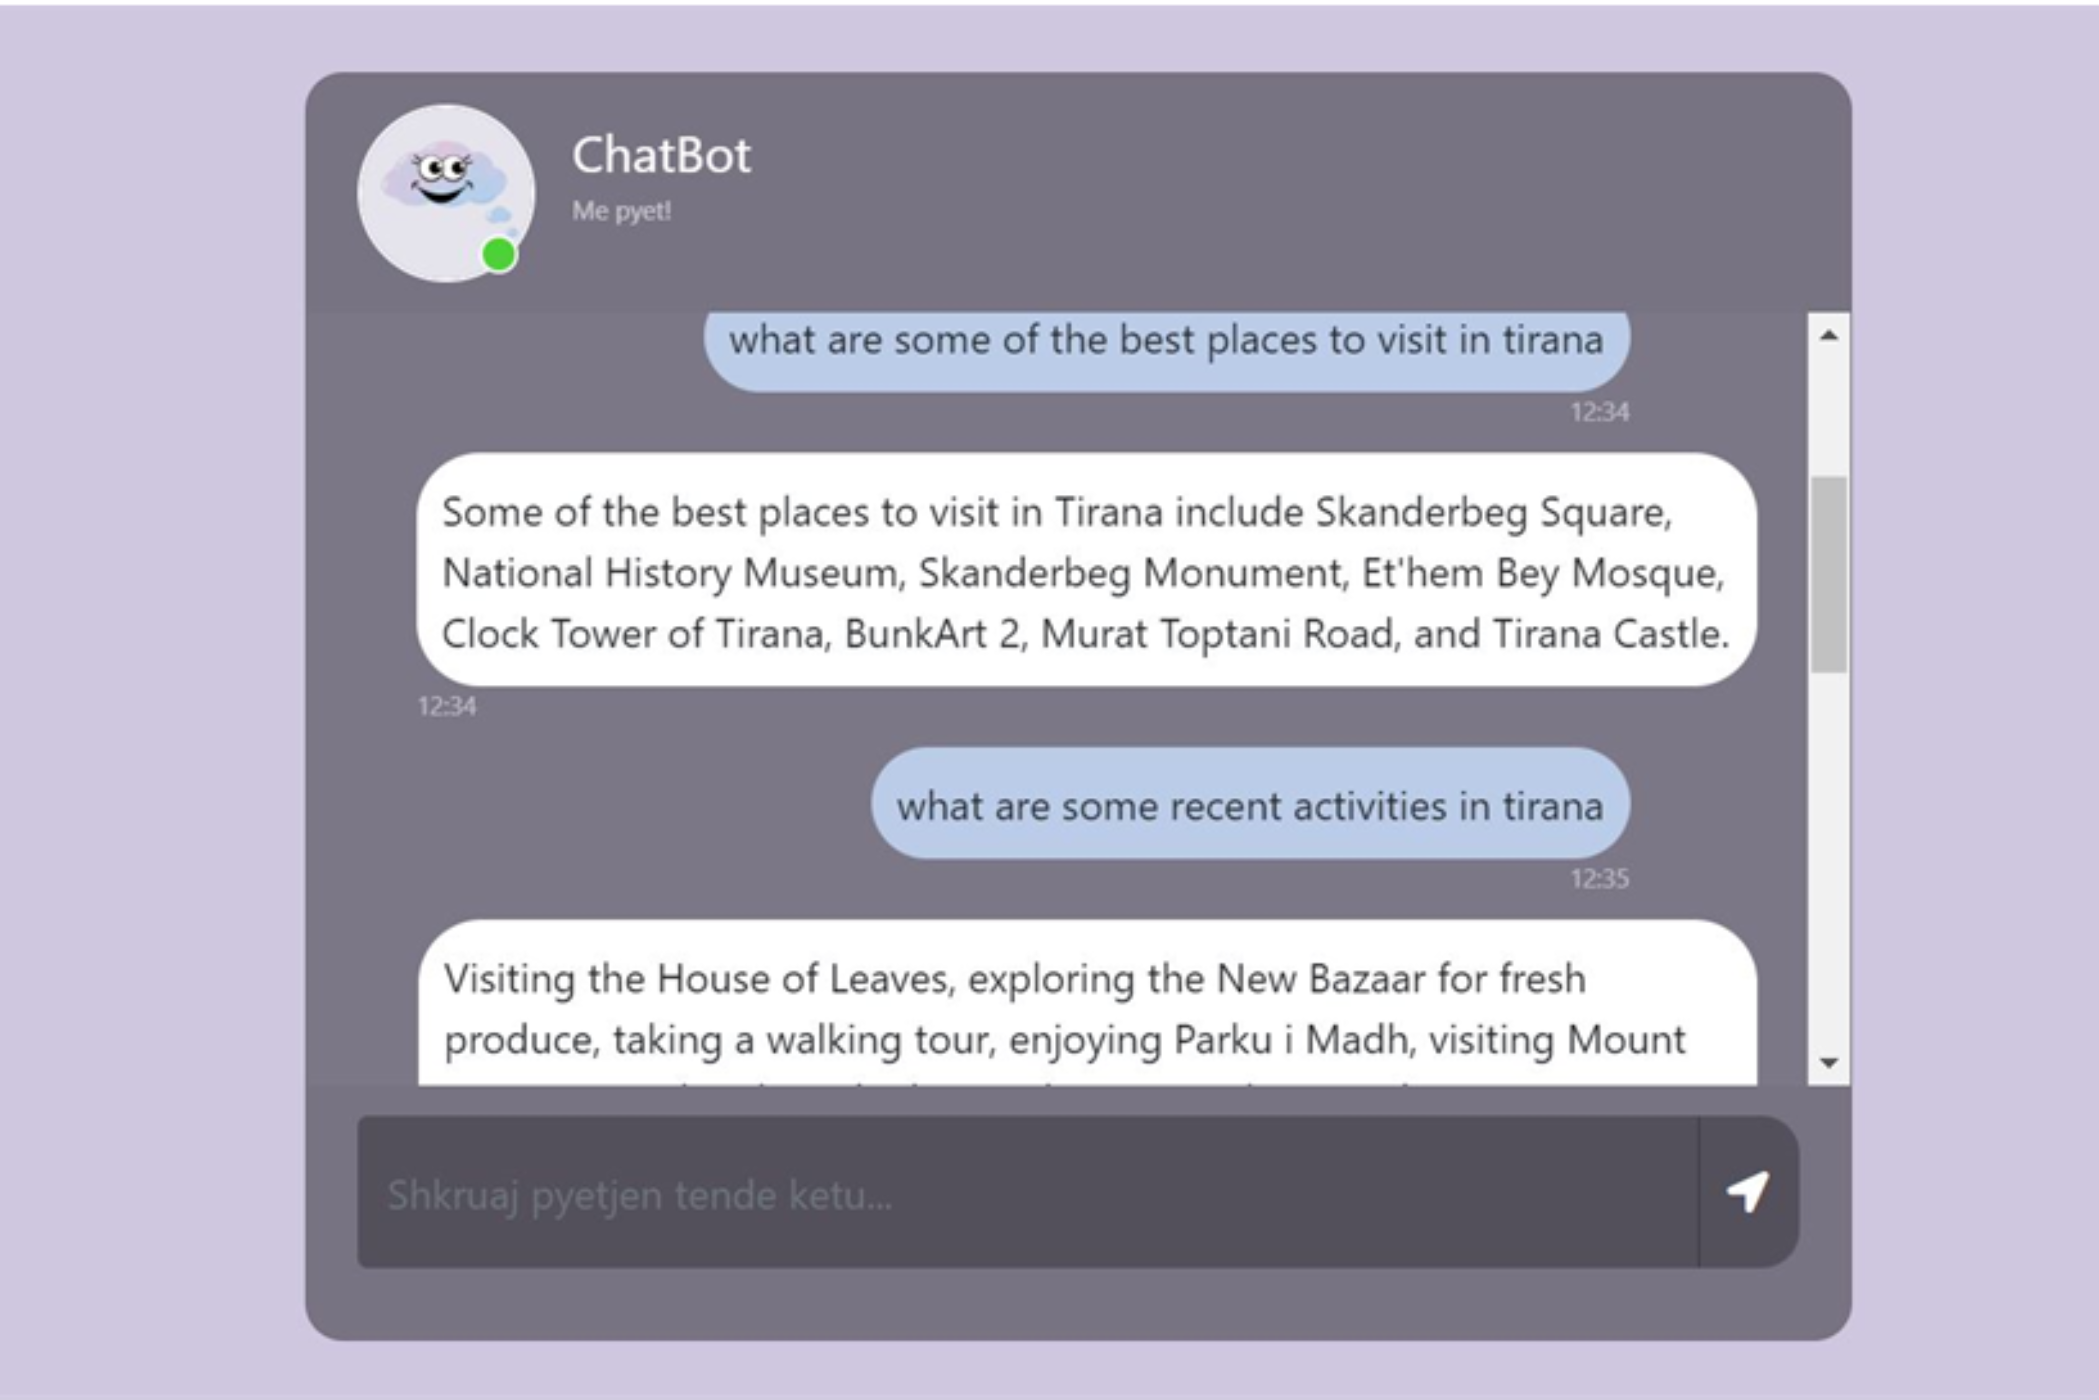 ChatBot
Me pyet!
what are some of the best places to visit in tirana
12:34
Some of the best places to visit in Tirana include Skanderbeg Square,
National History Museum, Skanderbeg Monument, Et'hem Bey Mosque,
Clock Tower of Tirana, BunkArt 2, Murat Toptani Road, and Tirana Castle.
12:34
what are some recent activities in tirana
12:35
Visiting the House of Leaves, exploring the New Bazaar for fresh
produce, taking a walking tour, enjoying Parku i Madh, visiting Mount
Shkruaj pyetjen tende ketu...